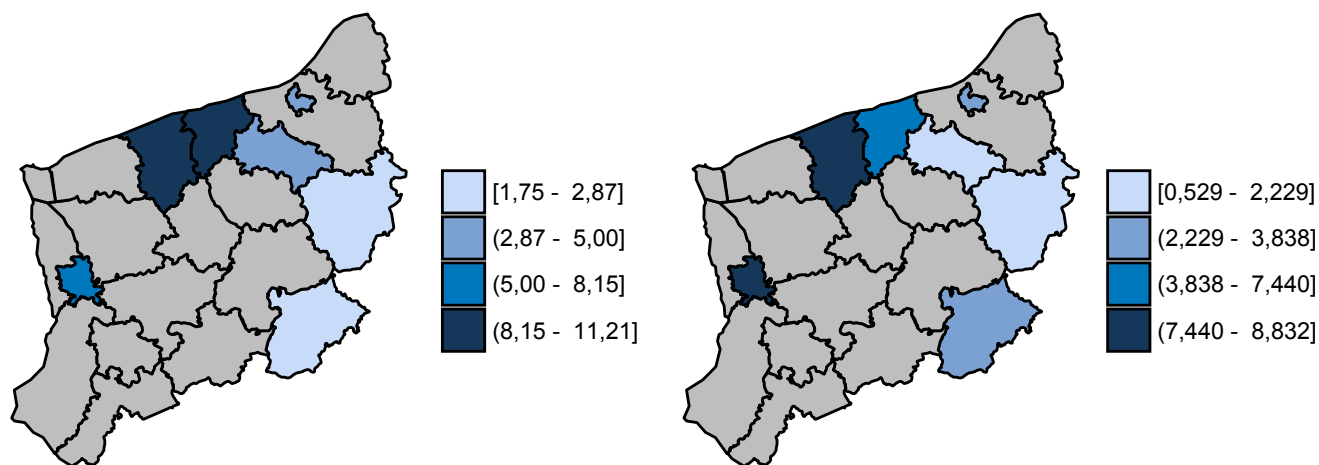 [1,75 - 2,87]
(2,87 - 5,00]
(5,00 - 8,15]
(8,15 - 11,21]
[0,529 - 2,229]
(2,229 - 3,838]
(3,838 - 7,440]
(7,440 - 8,832]